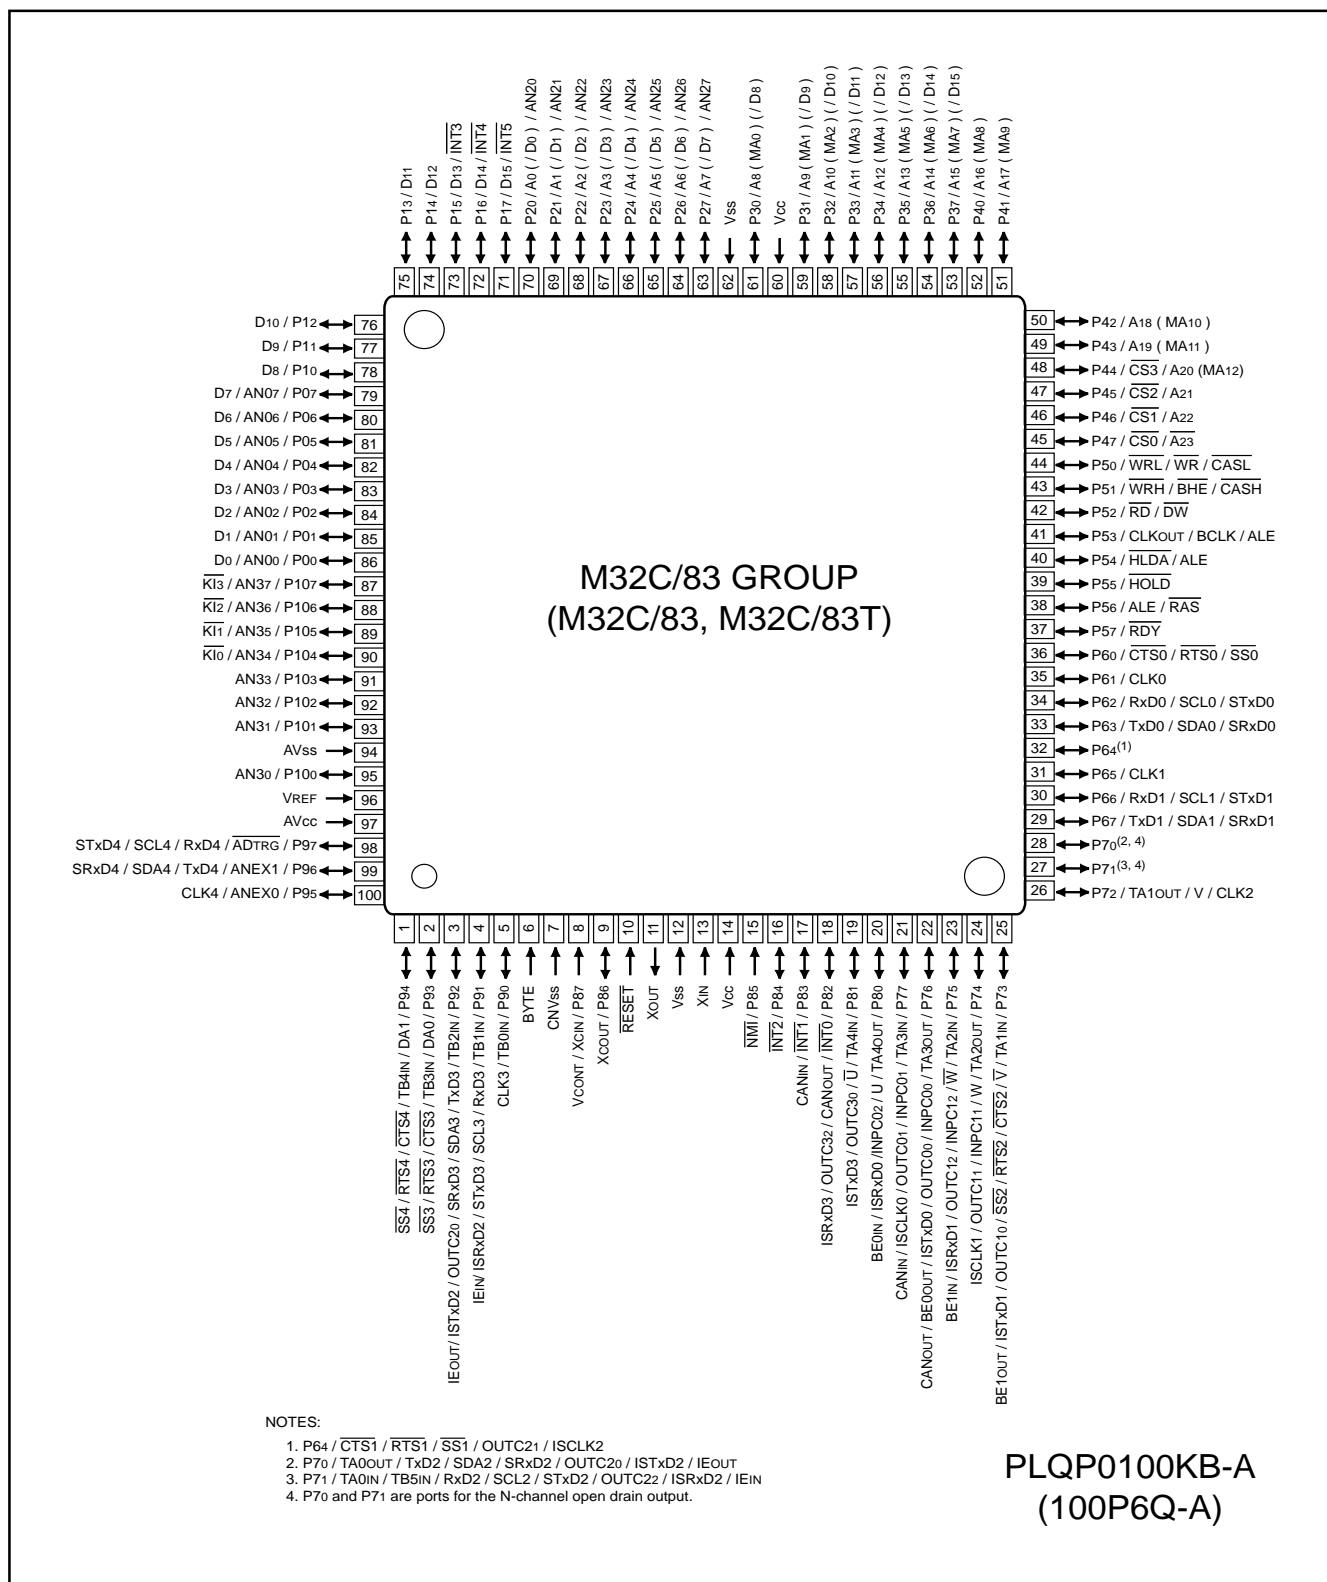 P13 / D11
P14 / D12
P15 / D13 / INT3
P16 / D14 / INT4
P17 / D15 / INT5
P20 / A0 ( / D0 ) / AN20
P21 / A1 ( / D1 ) / AN21
P22 / A2 ( / D2 ) / AN22
P23 / A3 ( / D3 ) / AN23
P24 / A4 ( / D4 ) / AN24
P25 / A5 ( / D5 ) / AN25
P26 / A6 ( / D6 ) / AN26
P27 / A7 ( / D7 ) / AN27
Vss
P30 / A8 ( MA0 ) ( / D8 )
Vcc
P31 / A9 ( MA1 ) ( / D9 )
P32 / A10 ( MA2 ) ( / D10 )
P33 / A11 ( MA3 ) ( / D11 )
P34 / A12 ( MA4 ) ( / D12 )
P35 / A13 ( MA5 ) ( / D13 )
P36 / A14 ( MA6 ) ( / D14 )
P37 / A15 ( MA7 ) ( / D15 )
P40 / A16 ( MA8 )
P41 / A17 ( MA9 )
75 74 73 72 71 70 69 68 67 66 65 64 63 62 61 60 59 58 57 56 55 54 53 52 51
D10 / P12 76
D9 / P11 77
D8 / P10 78
D7 / AN07 / P07 79
D6 / AN06 / P06 80
D5 / AN05 / P05 81
D4 / AN04 / P04 82
D3 / AN03 / P03 83
D2 / AN02 / P02 84
D1 / AN01 / P01 85
D0 / AN00 / P00 86
KI3 / AN37 / P107 87
KI2 / AN36 / P106 88
KI1 / AN35 / P105 89
KI0 / AN34 / P104 90
AN33 / P103 91
AN32 / P102 92
AN31 / P101 93
AVss 94
AN30 / P100 95
VREF 96
AVcc 97
STxD4 / SCL4 / RxD4 / ADTRG / P97 98
SRxD4 / SDA4 / TxD4 / ANEX1 / P96 99
CLK4 / ANEX0 / P95 100
M32C/83 GROUP
(M32C/83, M32C/83T)
50 P42 / A18 ( MA10 )
49 P43 / A19 ( MA11 )
48 P44 / CS3 / A20 (MA12)
47 P45 / CS2 / A21
46 P46 / CS1 / A22
45 P47 / CS0 / A23
44 P50 / WRL / WR / CASL
43 P51 / WRH / BHE / CASH
42 P52 / RD / DW
41 P53 / CLKOUT / BCLK / ALE
40 P54 / HLDA / ALE
39 P55 / HOLD
38 P56 / ALE / RAS
37 P57 / RDY
36 P60 / CTS0 / RTS0 / SS0
35 P61 / CLK0
34 P62 / RxD0 / SCL0 / STxD0
33 P63 / TxD0 / SDA0 / SRxD0
32 P64(1)
31 P65 / CLK1
30 P66 / RxD1 / SCL1 / STxD1
29 P67 / TxD1 / SDA1 / SRxD1
28 P70(2, 4)
27 P71(3, 4)
26 P72 / TA1OUT / V / CLK2
1 2 3 4 5 6 7 8 9 10 11 12 13 14 15 16 17 18 19 20 21 22 23 24 25
SS4 / RTS4 / CTS4 / TB4IN / DA1 / P94
SS3 / RTS3 / CTS3 / TB3IN / DA0 / P93
IEOUT/ ISTxD2 / OUTC20 / SRxD3 / SDA3 / TxD3 / TB2IN / P92
IEIN/ ISRxD2 / STxD3 / SCL3 / RxD3 / TB1IN / P91
CLK3 / TB0IN / P90
BYTE
CNVss
VCONT / XCIN / P87
XCOUT / P86
RESET
XOUT
Vss
XIN
Vcc
NMI / P85
INT2 / P84
CANIN / INT1 / P83
ISRxD3 / OUTC32 / CANOUT / INT0 / P82
ISTxD3 / OUTC30 / U / TA4IN / P81
BE0IN / ISRxD0 /INPC02 / U / TA4OUT / P80
CANIN / ISCLK0 / OUTC01 / INPC01 / TA3IN / P77
CANOUT / BE0OUT / ISTxD0 / OUTC00 / INPC00 / TA3OUT / P76
BE1IN / ISRxD1 / OUTC12 / INPC12 / W / TA2IN / P75
ISCLK1 / OUTC11 / INPC11 / W / TA2OUT / P74
BE1OUT / ISTxD1 / OUTC10 / SS2 / RTS2 / CTS2 / V / TA1IN / P73
NOTES:
1. P64 / CTS1 / RTS1 / SS1 / OUTC21 / ISCLK2
2. P70 / TA0OUT / TxD2 / SDA2 / SRxD2 / OUTC20 / ISTxD2 / IEOUT
3. P71 / TA0IN / TB5IN / RxD2 / SCL2 / STxD2 / OUTC22 / ISRxD2 / IEIN
4. P70 and P71 are ports for the N-channel open drain output.
PLQP0100KB-A
(100P6Q-A)